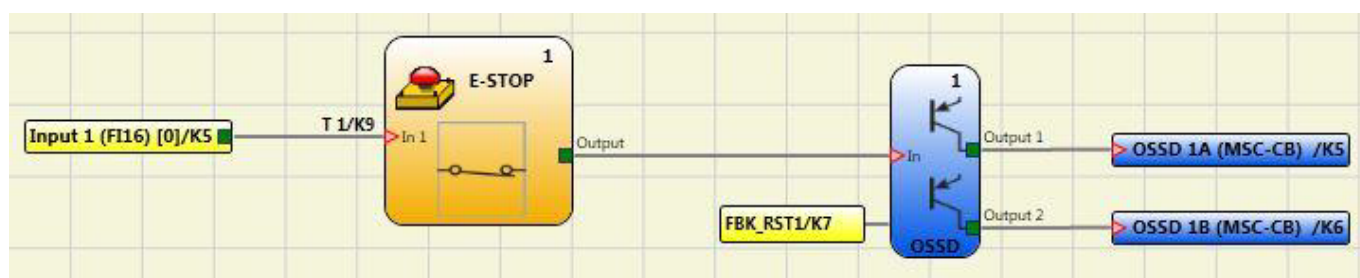 1
E-STOP
1
T 1/K9
Input 1 (FI16) [0]/K5
In 1
Output
Output 1
In
OSSD 1A (MSC-CB) /K5
FBK_RST1/K7
Output 2
OSSD 1B (MSC-CB) /K6
OSSD